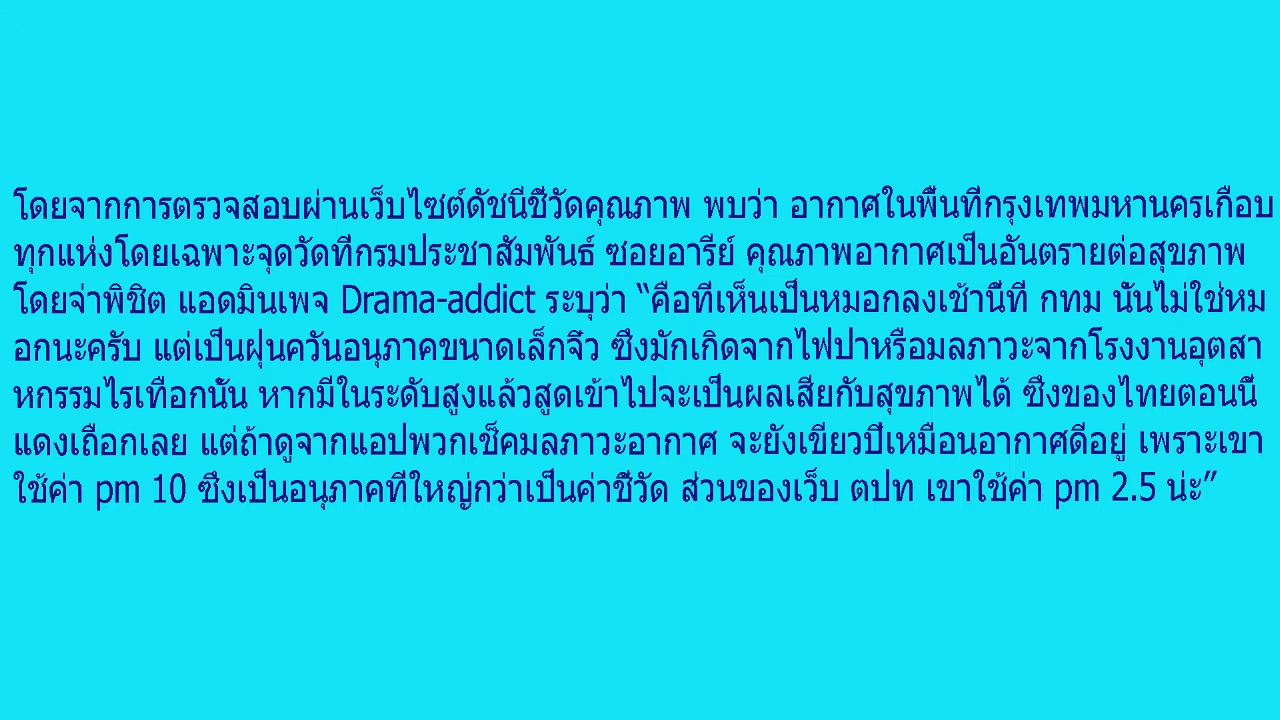 โดยจากการตรวจสอบผ่านเว็บไซต์ดัชนีชี้วัดคุณภาพ พบว่า อากาศในพื้นที่กรุงเทพมหานครเกือบ
ทุกแห่งโดยเฉพาะจุดวัดที่กรมประชาสัมพันธ์ ซอยอารีย์ คุณภาพอากาศเป็นอันตรายต่อสุขภาพ
โดยจ่าพิชิต แอดมินเพจ Drama-addict ระบุว่า “คือที่เห็นเป็นหมอกลงเช้านี้ที่ กทม นั้นไม่ใช่หม
อกนะครับ แต่เป็นฝุ่นควันอนุภาคขนาดเล็กจิ๋ว ซึ่งมักเกิดจากไฟป่าหรือมลภาวะจากโรงงานอุตสา
หกรรมไรเทือกนั้น หากมีในระดับสูงแล้วสูดเข้าไปจะเป็นผลเสียกับสุขภาพได้ ซึ่งของไทยตอนนี้
แดงเถือกเลย แต่ถ้าดูจากแอปพวกเช็คมลภาวะอากาศ จะยังเขียวปี๋เหมือนอากาศดีอยู่ เพราะเขา
ใช้ค่า pm 10 ซึ่งเป็นอนุภาคที่ใหญ่กว่าเป็นค่าชี้วัด ส่วนของเว็บ ตปท เขาใช้ค่า pm 2.5 น่ะ”